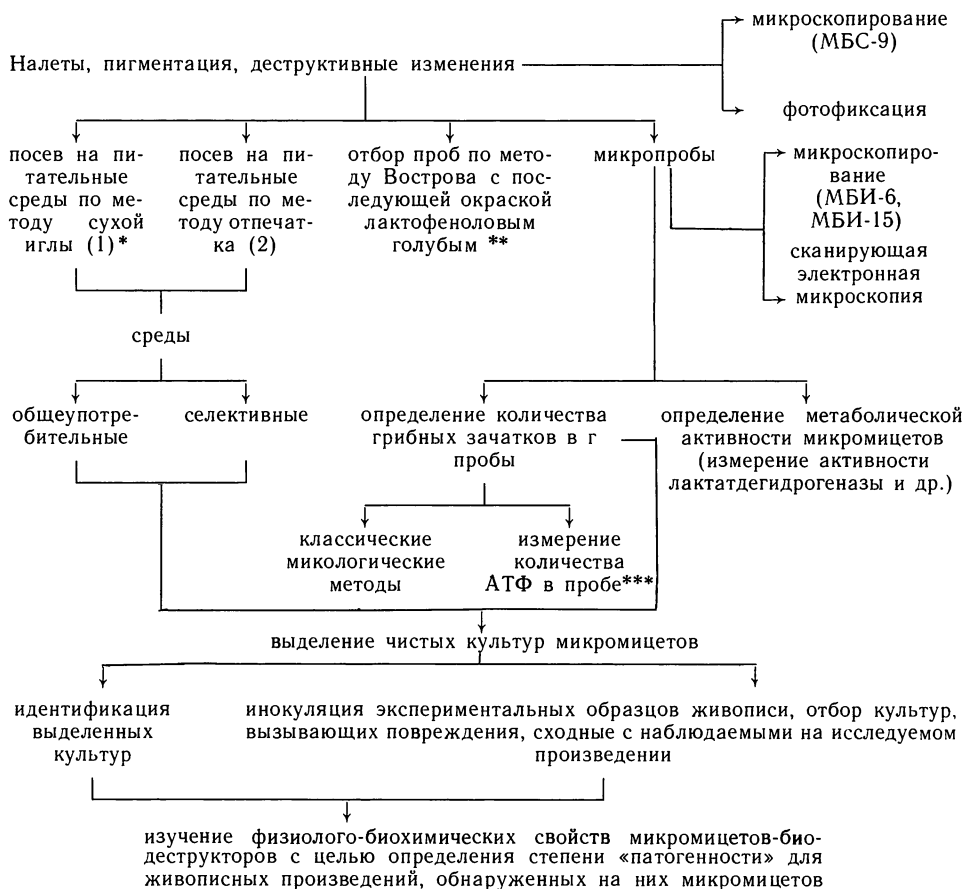 микроскопирование
(МБС-9)
Налеты, пигментация, деструктивные изменения
фотофиксация
посев на пи-
тательные
среды по ме-
тоду сухой
иглы (1)*
посев на пи-
тательные
среды по ме-
тоду отпечат-
ка (2)
отбор проб по мето-
ду Вострова с пос-
ледующей окраской
лактофеноловым
голубым **
микропробы
микроскопиро-
вание
(МБИ-6,
МБИ-15)
сканирующая
электронная
микроскопия
среды
общеупотре-
бительные
селективные
определение количества
грибных зачатков в г
пробы
определение метаболической
активности микромицетов
(измерение активности
лактатдегидрогеназы и др.)
классические
микологические
методы
измерение
количества
АТФ в пробе***
выделение чистых культур микромицетов
идентификация
выделенных
культур
инокуляция экспериментальных образцов живописи, отбор культур,
вызывающих повреждения, сходные с наблюдаемыми на исследуемом
произведении
изучение физиолого-биохимических свойств микромицетов-био-
деструкторов с целью определения степени «патогенности» для
живописных произведений, обнаруженных на них микромицетов